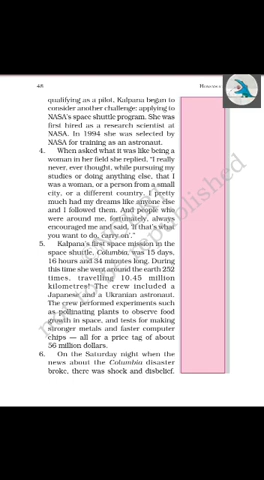 48
qualifying as a pilot, Kalpana began to
consider another challenge: applying to
NASA's space shuttle program. She was
first hired as a research scientist at
NASA. In 1994 she was selected by
NASA for training as an astronaut.
4. When asked what it was like being a
woman in her field she replied, "I really
never, ever thought, while pursuing my
studies or doing anything else, that I
was a woman, or a person from a small
city, or a different country. I pretty
much had my dreams like anyone else
and I followed them. And people who
were around me, fortunately, always
encouraged me and said, 'If that's what
you want to do, carry on'."
5. Kalpana's first space mission in the
space shuttle, Columbia, was 15 days,
16 hours and 34 minutes long. During
this time she went around the earth 252
times, travelling 10.45 million
kilometres! The crew included a
Japanese and a Ukranian astronaut.
The crew performed experiments such
as pollinating plants to observe food
growth in space, and tests for making
stronger metals and faster computer
chips — all for a price tag of about
56 million dollars.
6. On the Saturday night when the
news about the Columbia disaster
broke, there was shock and disbelief.